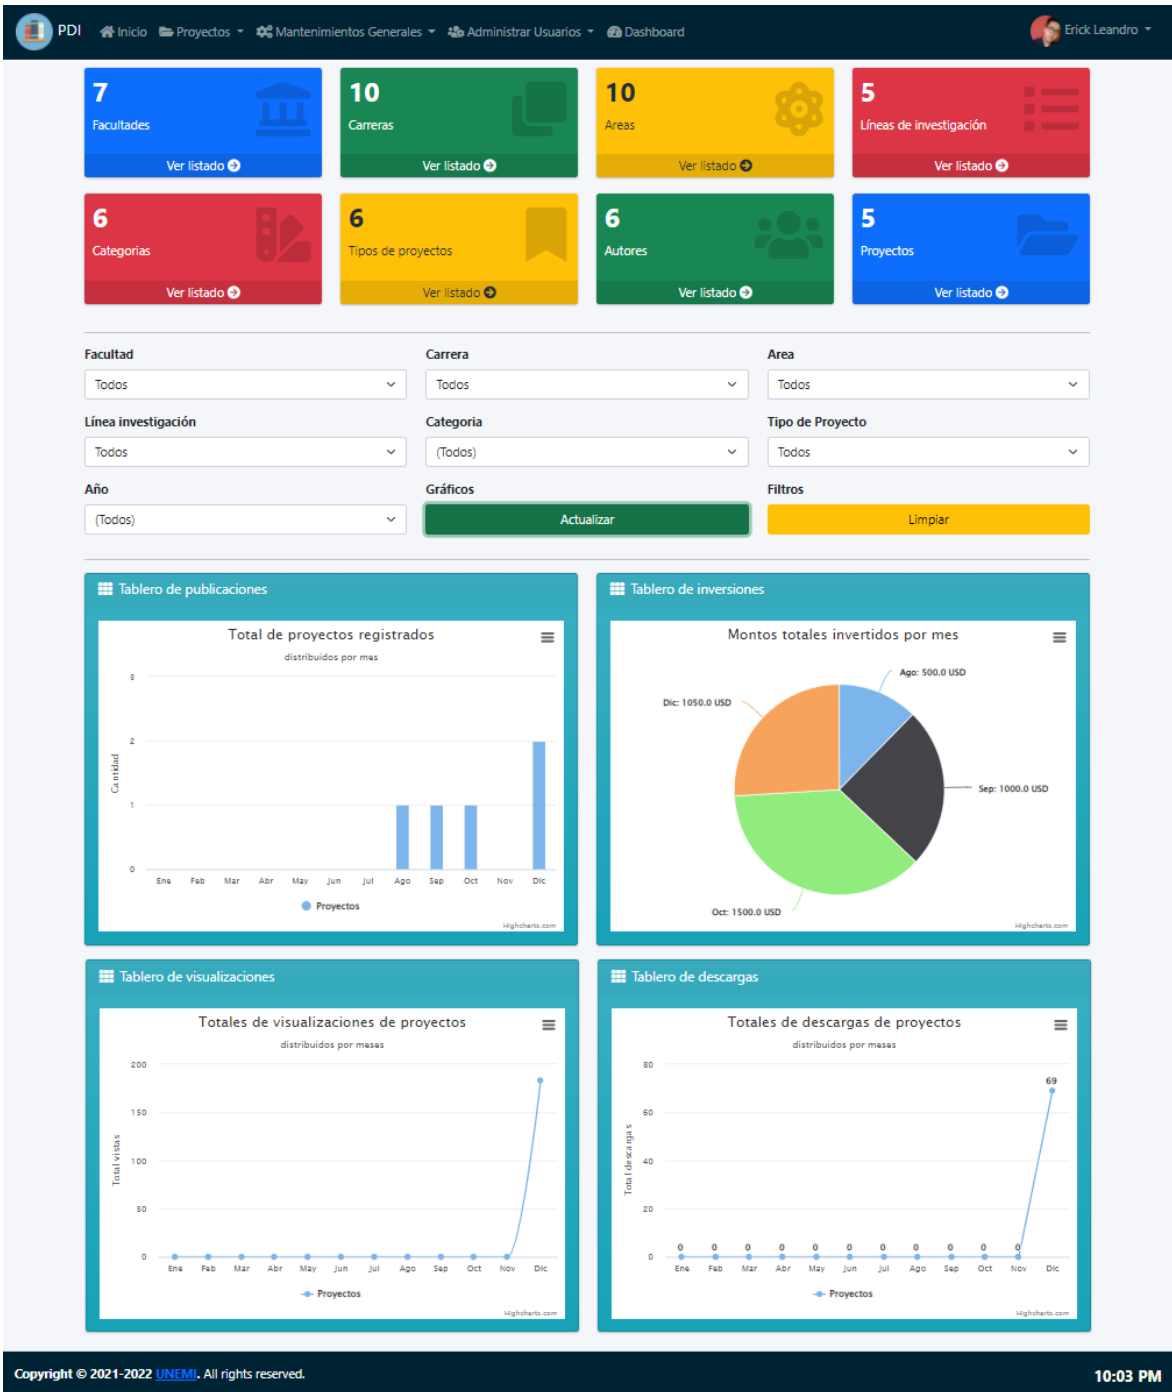 PDI Inicio Proyectos Mantenimientos Generales Administrar Usuarios Dashboard Erick Leandro
7
Facultades
Ver listado
10
Carreras
Ver listado
10
Areas
Ver listado
5
Líneas de investigación
Ver listado
6
Categorias
Ver listado
6
Tipos de proyectos
Ver listado
6
Autores
Ver listado
5
Proyectos
Ver listado
Facultad Carrera Area
Todos Todos Todos
Línea investigación Categoria Tipo de Proyecto
Todos (Todos) Todos
Año Gráficos Filtros
(Todos) Actualizar Limpiar
Tablero de publicaciones
Total de proyectos registrados
distribuidos por mes
Cantidad
3
2
1
0
Ene Feb Mar Abr May Jun Jul Ago Sep Oct Nov Dic
Proyectos
Highcharts.com
Tablero de inversiones
Montos totales invertidos por mes
Ago: 500.0 USD
Dic: 1050.0 USD
Sep: 1000.0 USD
Oct: 1500.0 USD
Highcharts.com
Tablero de visualizaciones
Totales de visualizaciones de proyectos
distribuidos por meses
Total vistas
200
150
100
50
0
Ene Feb Mar Abr May Jun Jul Ago Sep Oct Nov Dic
Proyectos
Highcharts.com
Tablero de descargas
Totales de descargas de proyectos
distribuidos por meses
Total descargas
80
69
60
40
20
0 0 0 0 0 0 0 0 0 0 0
0
Ene Feb Mar Abr May Jun Jul Ago Sep Oct Nov Dic
Proyectos
Highcharts.com
Copyright © 2021-2022 UNEMI. All rights reserved. 10:03 PM